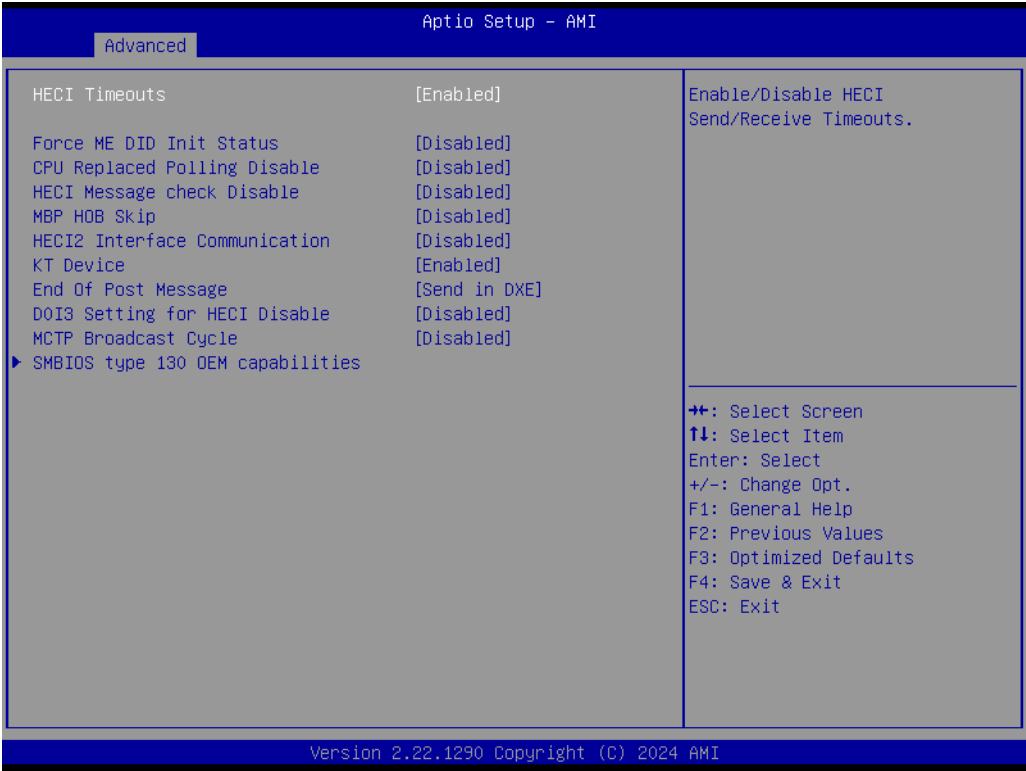 Aptio Setup – AMI
Advanced
HECI Timeouts [Enabled]
Force ME DID Init Status [Disabled]
CPU Replaced Polling Disable [Disabled]
HECI Message check Disable [Disabled]
MBP HOB Skip [Disabled]
HECI2 Interface Communication [Disabled]
KT Device [Enabled]
End Of Post Message [Send in DXE]
D0I3 Setting for HECI Disable [Disabled]
MCTP Broadcast Cycle [Disabled]
SMBIOS type 130 OEM capabilities
Enable/Disable HECI
Send/Receive Timeouts.
→←: Select Screen
↑↓: Select Item
Enter: Select
+/-: Change Opt.
F1: General Help
F2: Previous Values
F3: Optimized Defaults
F4: Save & Exit
ESC: Exit
Version 2.22.1290 Copyright (C) 2024 AMI